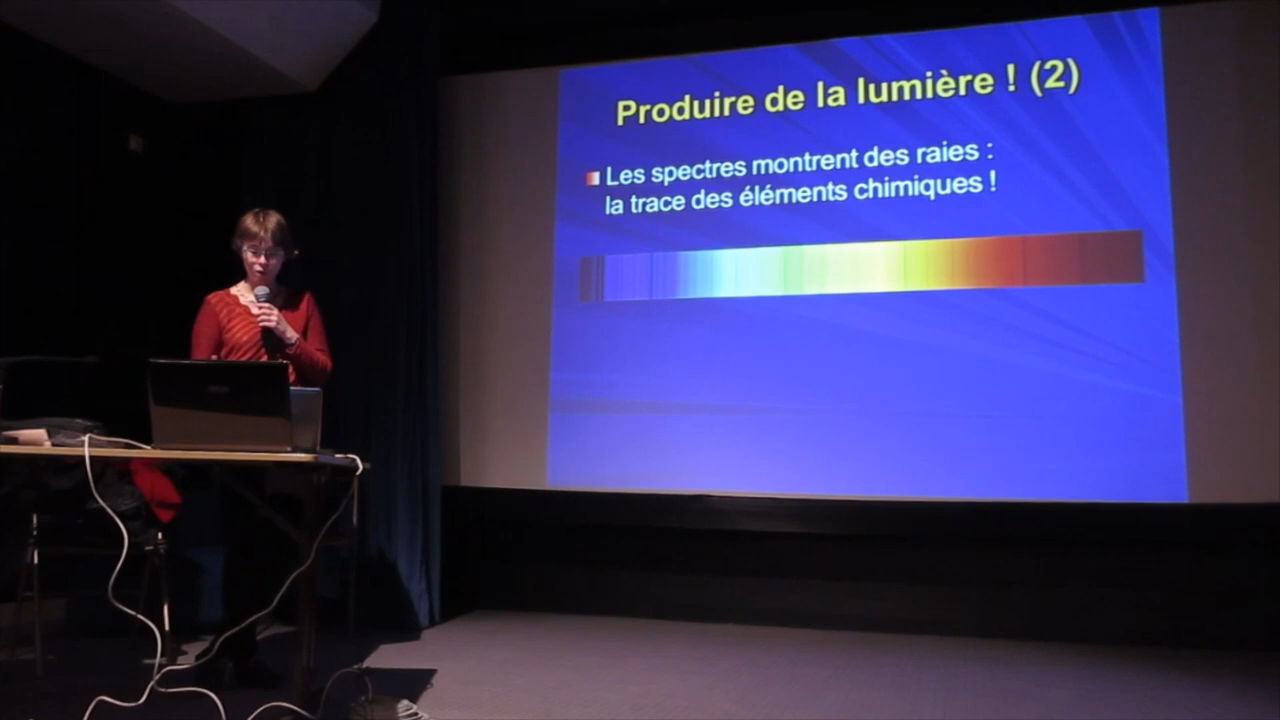 Produire de la lumière ! (2)
Les spectres montrent des raies :
la trace des éléments chimiques !